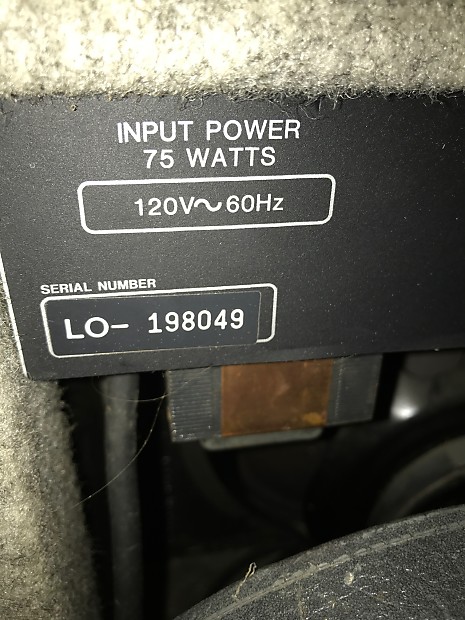 INPUT POWER
75 WATTS
120V~60Hz
SERIAL NUMBER
LO- 198049